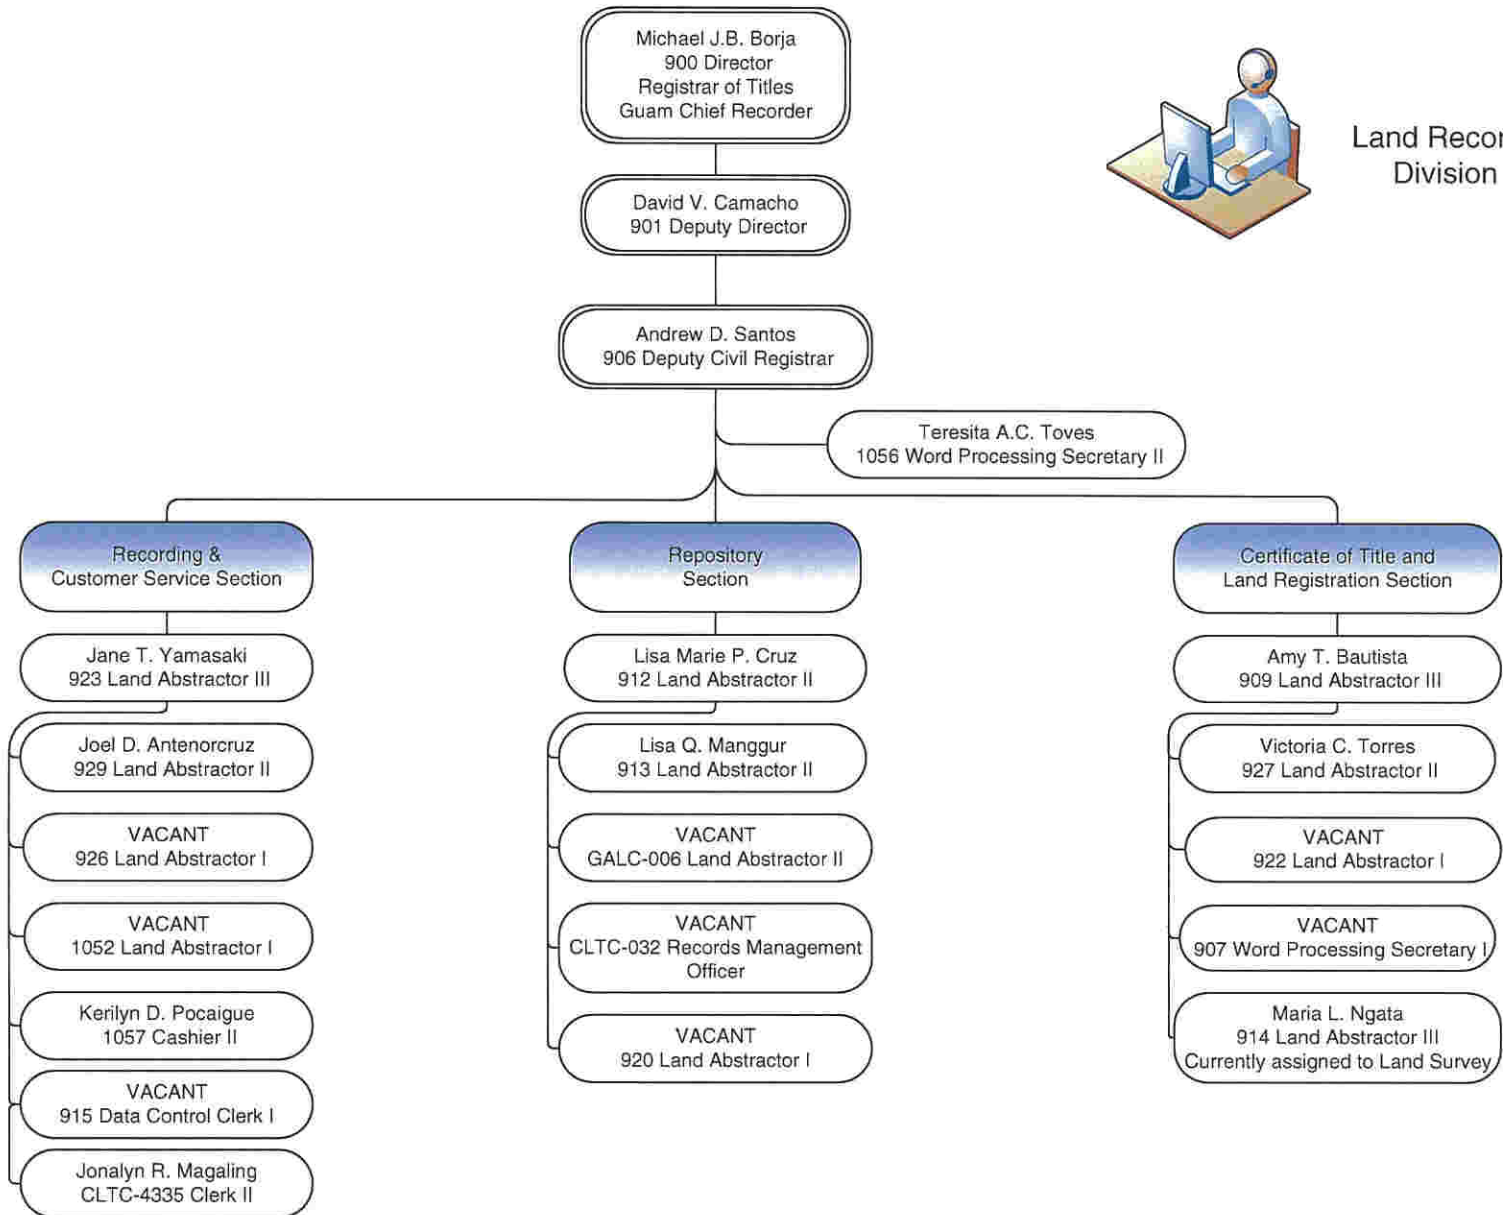 Michael J.B. Borja
900 Director
Registrar of Titles
Guam Chief Recorder
Land
Division
David V. Camacho
901 Deputy Director
Andrew D. Santos
906 Deputy Civil Registrar
Teresita A.C. Toves
1056 Word Processing Secretary II
Recording &
Customer Service Section
Jane T. Yamasaki
923 Land Abstractor III
Joel D. Antenorcruz
929 Land Abstractor II
VACANT
926 Land Abstractor I
VACANT
1052 Land Abstractor I
Kerilyn D. Pocaigue
1057 Cashier II
VACANT
915 Data Control Clerk I
Jonalyn R. Magaling
CLTC-4335 Clerk II
Repository
Section
Lisa Marie P. Cruz
912 Land Abstractor II
Lisa Q. Manggur
913 Land Abstractor II
VACANT
GALC-006 Land Abstractor II
VACANT
CLTC-032 Records Management
Officer
VACANT
920 Land Abstractor I
Certificate of Title and
Land Registration Section
Amy T. Bautista
909 Land Abstractor III
Victoria C. Torres
927 Land Abstractor II
VACANT
922 Land Abstractor I
VACANT
907 Word Processing Secretary I
Maria L. Ngata
914 Land Abstractor III
Currently assigned to Land Survey